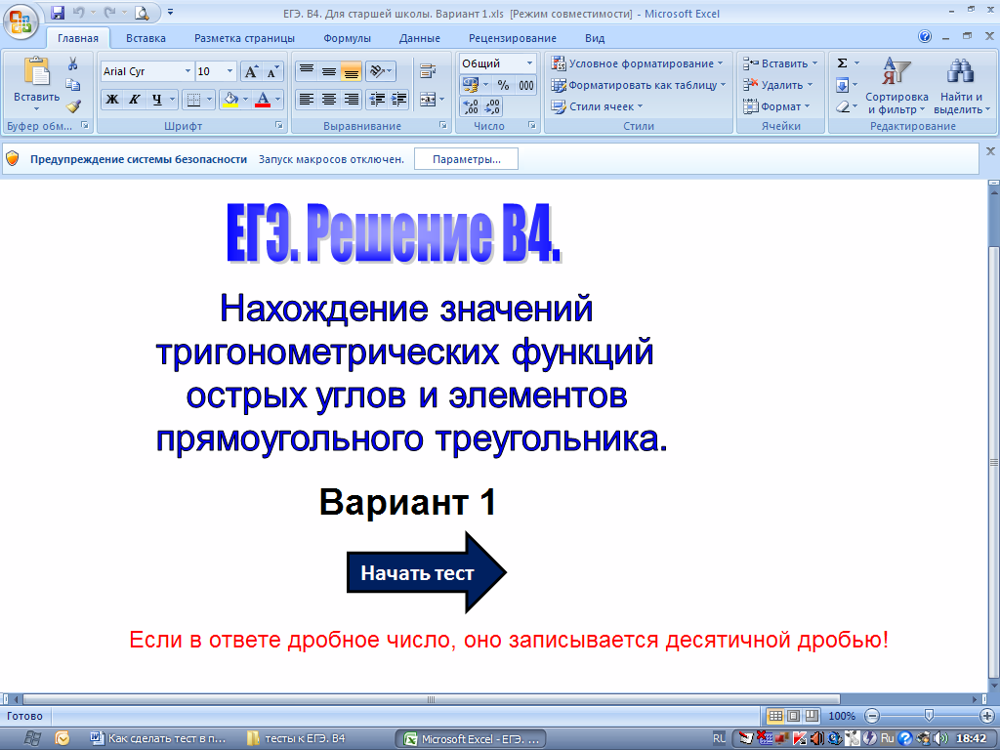 ЕГЭ. В4. Для старшей школы. Вариант 1.xls [Режим совместимости] - Microsoft Excel
Главная Вставка Разметка страницы Формулы Данные Рецензирование Вид
Вставить
Буфер обм...
Arial Cyr 10
Ж К Ч А
Шрифт
Выравнивание
Общий
% 000
Число
Условное форматирование
Форматировать как таблицу
Стили ячеек
Стили
Вставить
Удалить
Формат
Ячейки
Σ
Сортировка и фильтр
Найти и выделить
Редактирование
Предупреждение системы безопасности Запуск макросов отключен. Параметры...
ЕГЭ. Решение В4.
Нахождение значений
тригонометрических функций
острых углов и элементов
прямоугольного треугольника.
Вариант 1
Начать тест
Если в ответе дробное число, оно записывается десятичной дробью!
Готово 100%
Как сделать тест в п... тесты к ЕГЭ. В4 Microsoft Excel - ЕГЭ. ... RU Ru 18:42